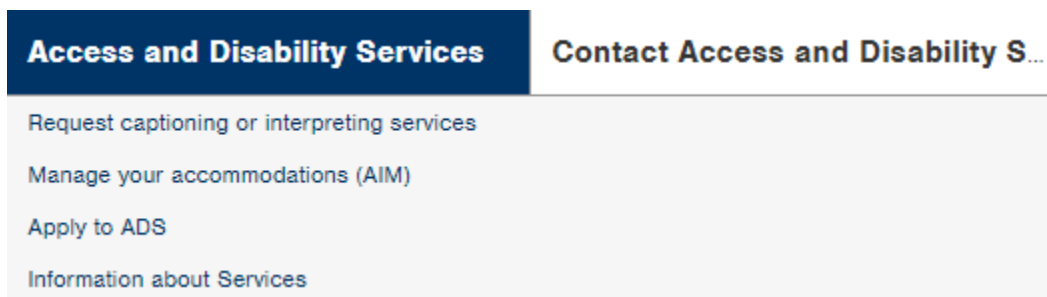 Access and Disability Services
Contact Access and Disability S...
Request captioning or interpreting services
Manage your accommodations (AIM)
Apply to ADS
Information about Services